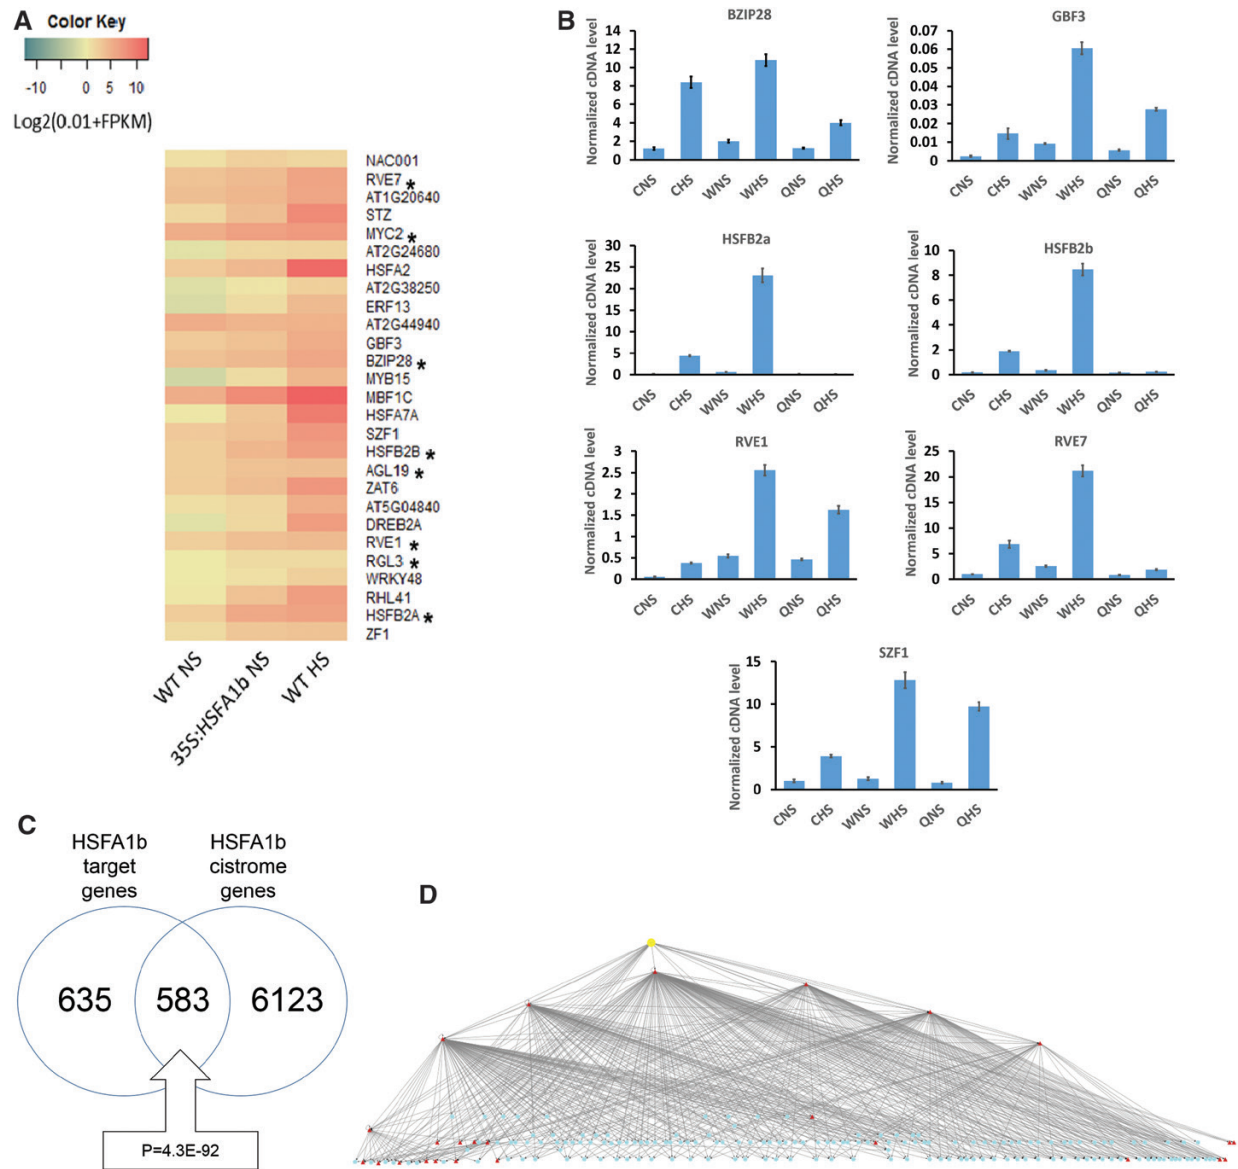 A
Color Key
-10 0 5 10
Log2(0.01+FPKM)
NAC001
RVE7 *
AT1G20640
STZ
MYC2 *
AT2G24680
HSFA2
AT2G38250
ERF13
AT2G44940
GBF3
BZIP28 *
MYB15
MBF1C
HSFA7A
SZF1
HSFB2B *
AGL19 *
ZAT6
AT5G04840
DREB2A
RVE1 *
RGL3 *
WRKY48
RHL41
HSFB2A *
ZF1
WT NS
35S:HSFA1b NS
WT HS
B
BZIP28
Normalized cDNA level
14
12
10
8
6
4
2
0
CNS CHS WNS WHS QNS QHS
GBF3
Normalized cDNA level
0.07
0.06
0.05
0.04
0.03
0.02
0.01
0
CNS CHS WNS WHS QNS QHS
HSFB2a
Normalized cDNA level
30
25
20
15
10
5
0
CNS CHS WNS WHS QNS QHS
HSFB2b
Normalized cDNA level
10
8
6
4
2
0
CNS CHS WNS WHS QNS QHS
RVE1
Normalized cDNA level
3
2.5
2
1.5
1
0.5
0
CNS CHS WNS WHS QNS QHS
RVE7
Normalized cDNA level
25
20
15
10
5
0
CNS CHS WNS WHS QNS QHS
SZF1
Normalized cDNA level
15
10
5
0
CNS CHS WNS WHS QNS QHS
C
HSFA1b
target
genes
HSFA1b
cistrome
genes
635 583 6123
P=4.3E-92
D